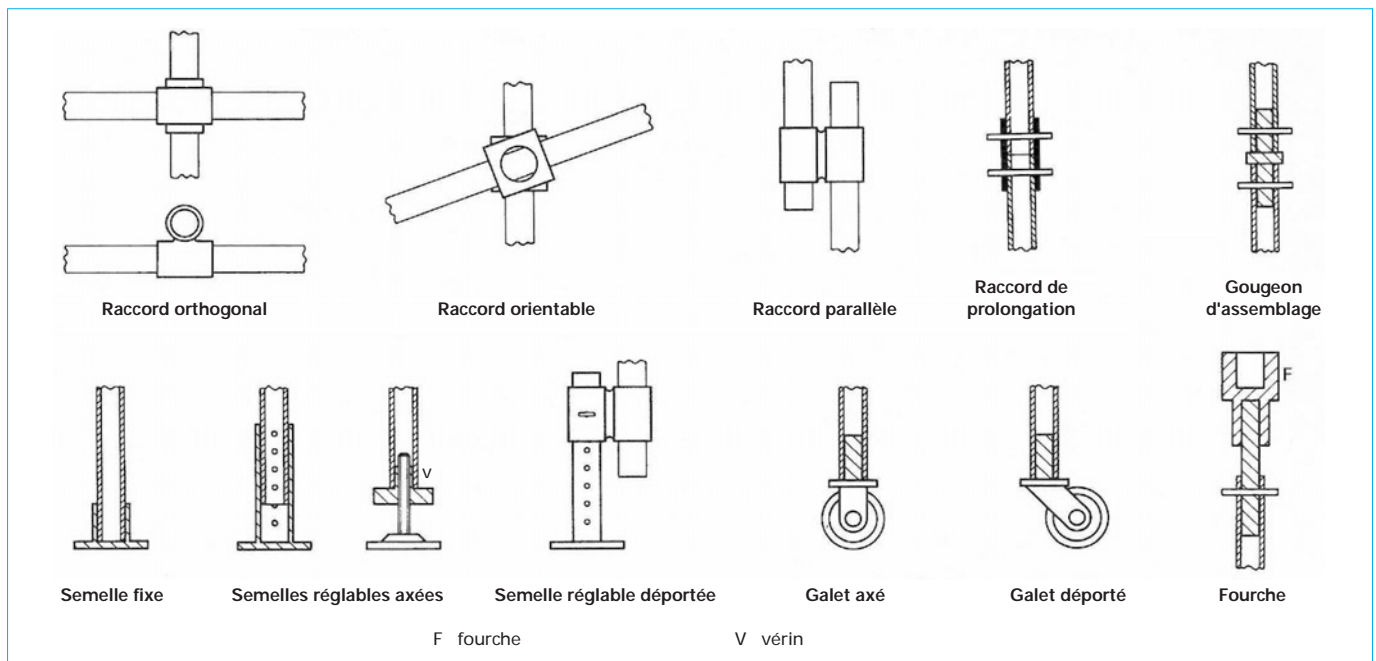 Raccord orthogonal
Raccord orientable
Raccord parallèle
Raccord de
prolongation
Gougeon
d'assemblage
F
V
Semelle fixe
Semelles réglables axées
Semelle réglable déportée
Galet axé
Galet déporté
Fourche
F fourche
V vérin